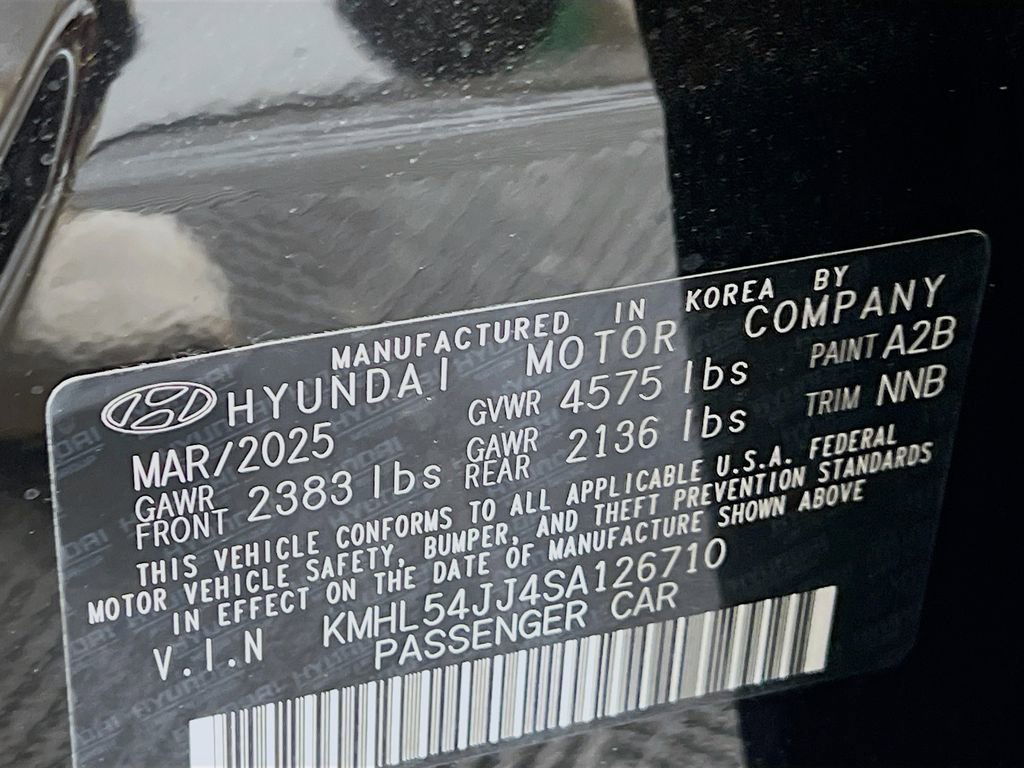 MANUFACTURED IN KOREA BY
HYUNDAI MOTOR COMPANY
MAR/2025 GVWR 4575 lbs PAINT A2B
GAWR FRONT 2383 lbs GAWR REAR 2136 lbs TRIM NNB
THIS VEHICLE CONFORMS TO ALL APPLICABLE U.S.A. FEDERAL
MOTOR VEHICLE SAFETY, BUMPER, AND THEFT PREVENTION STANDARDS
IN EFFECT ON THE DATE OF MANUFACTURE SHOWN ABOVE
V.I.N KMHL54JJ4SA126710
PASSENGER CAR